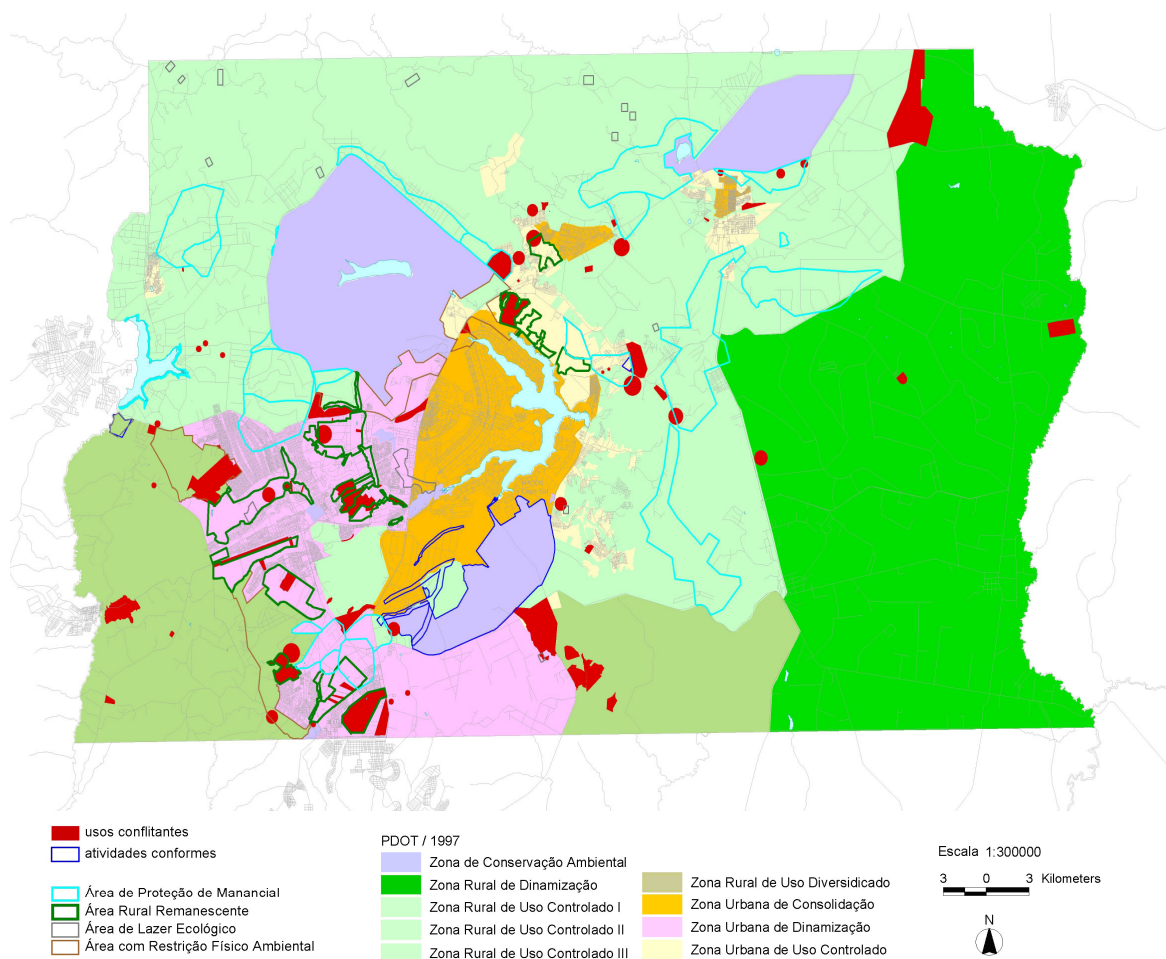 usos conflitantes
atividades conformes
Área de Proteção de Manancial
Área Rural Remanescente
Área de Lazer Ecológico
Área com Restrição Físico Ambiental
PDOT / 1997
Zona de Conservação Ambiental
Zona Rural de Dinamização
Zona Rural de Uso Controlado I
Zona Rural de Uso Controlado II
Zona Rural de Uso Controlado III
Zona Rural de Uso Diversidicado
Zona Urbana de Consolidação
Zona Urbana de Dinamização
Zona Urbana de Uso Controlado
Escala 1:300000
3 0 3 Kilometers
N